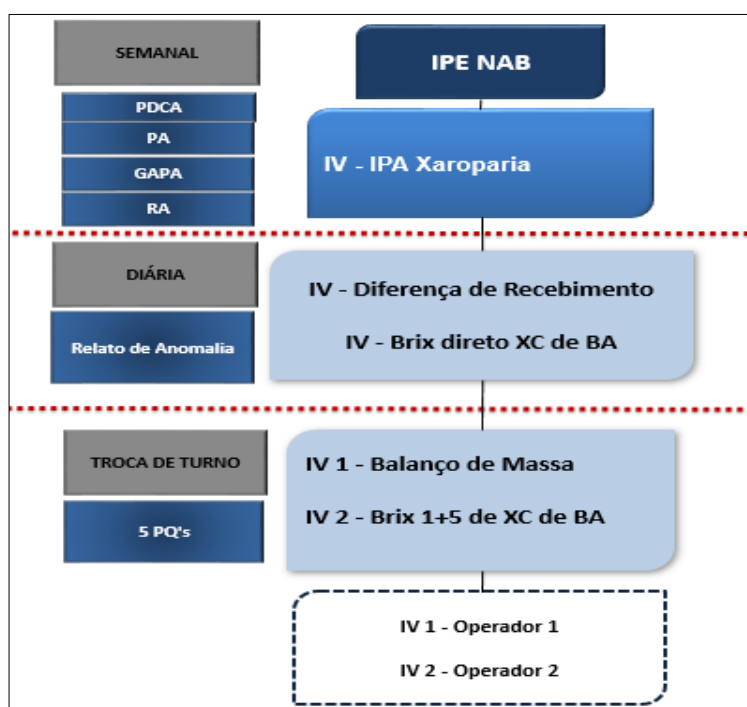 SEMANAL
IPE NAB
PDCA
PA
GAPA
RA
IV - IPA Xaroparia
DIÁRIA
Relato de Anomalia
IV - Diferença de Recebimento
IV - Brix direto XC de BA
TROCA DE TURNO
5 PQ's
IV 1 - Balanço de Massa
IV 2 - Brix 1+5 de XC de BA
IV 1 - Operador 1
IV 2 - Operador 2